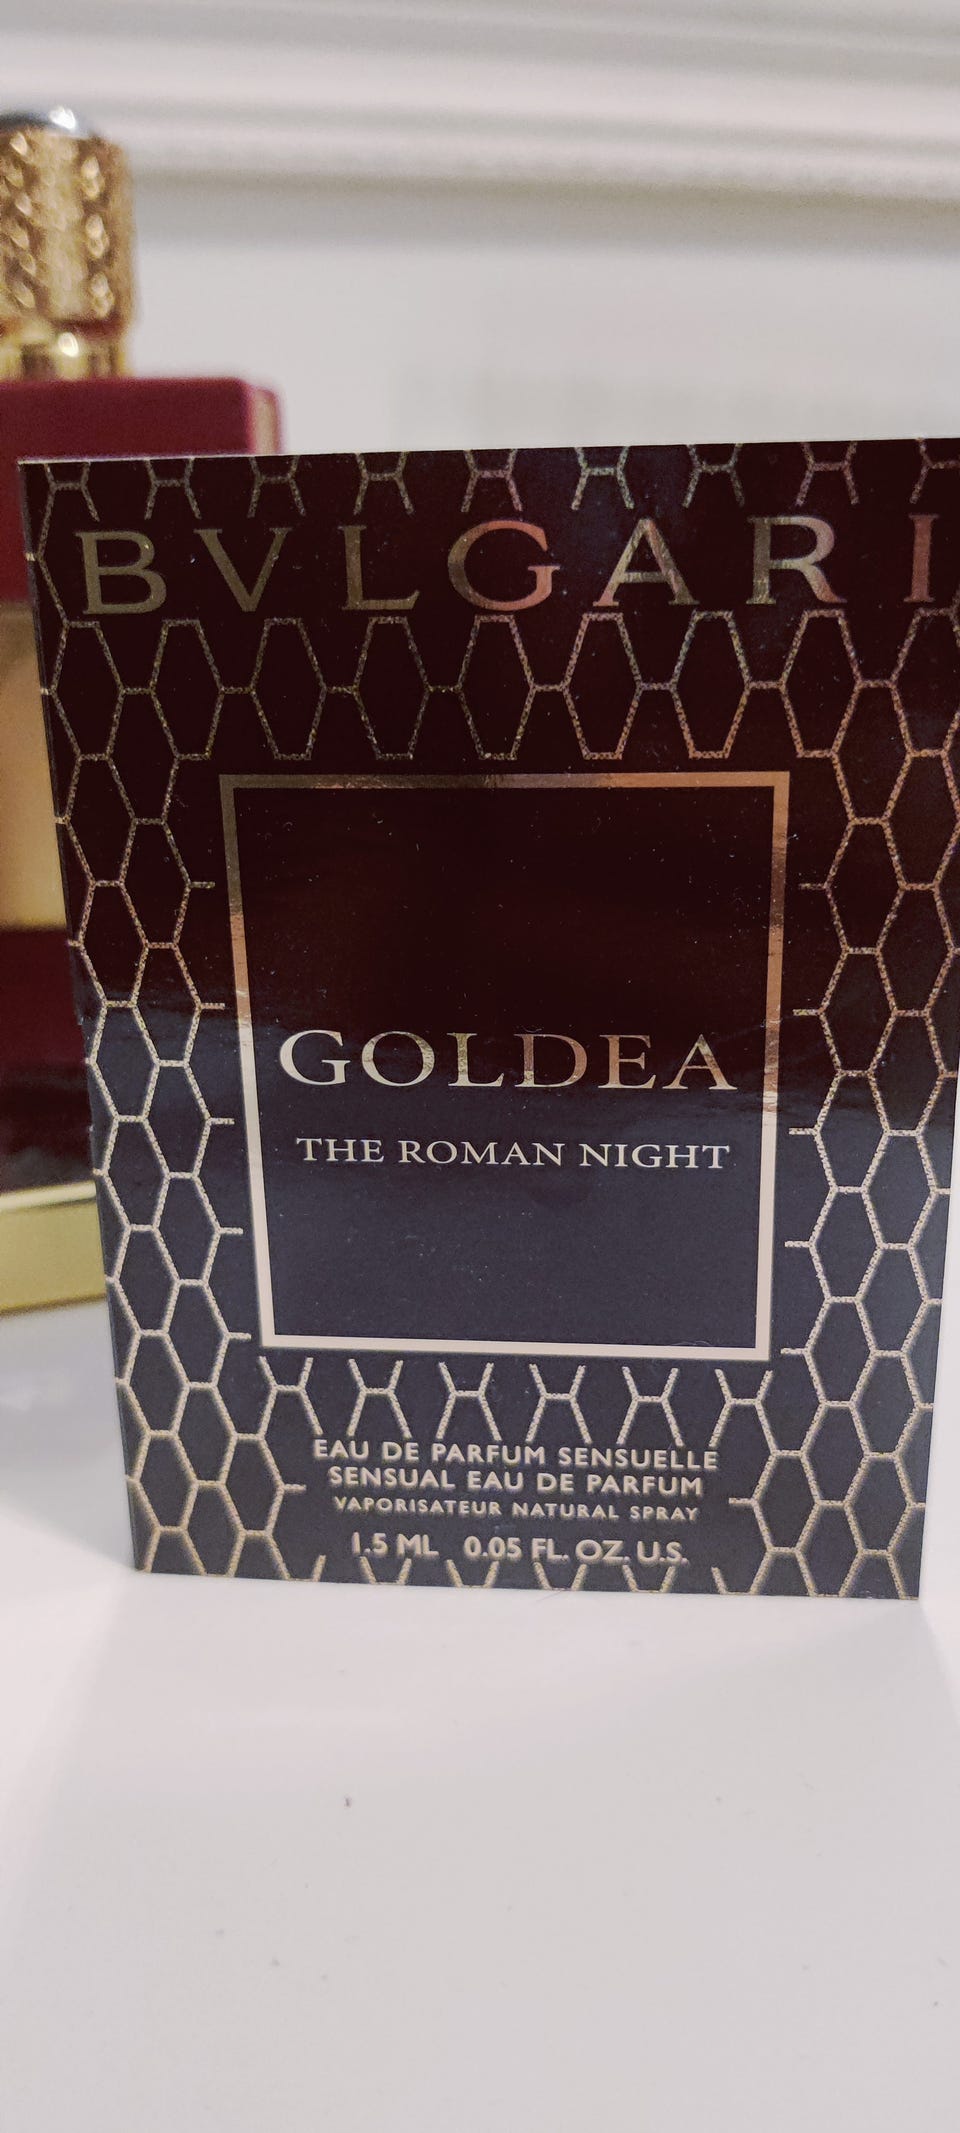 BVLGARI
GOLDEA
THE ROMAN NIGHT
EAU DE PARFUM SENSUELLE
SENSUAL EAU DE PARFUM
VAPORISATEUR NATURAL SPRAY
1.5 ML 0.05 FL. OZ. U.S.